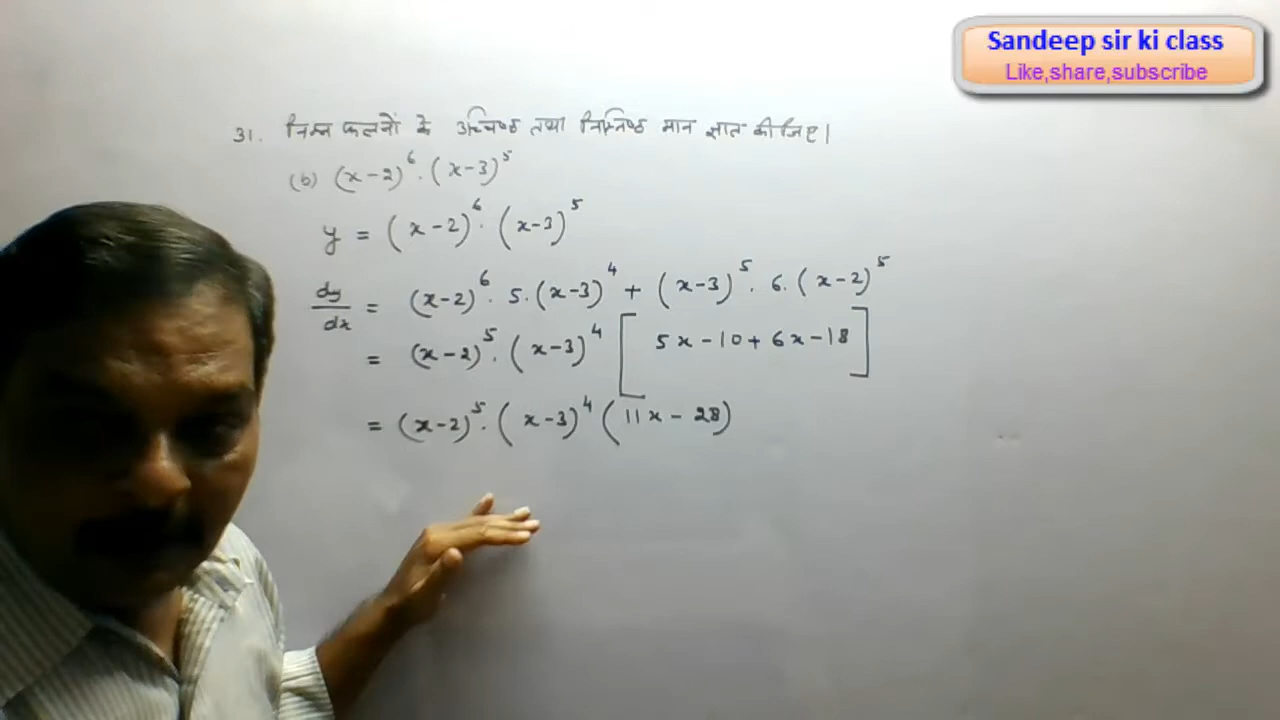 Sandeep sir ki class
Like,share,subscribe
31. निम्न फलनों के उच्चिष्ठ तथा निम्निष्ठ मान ज्ञात कीजिए।
(b) (x-2)⁶ · (x-3)⁵
y = (x-2)⁶ · (x-3)⁵
dy/dx = (x-2)⁶ · 5 · (x-3)⁴ + (x-3)⁵ · 6 · (x-2)⁵
= (x-2)⁵ · (x-3)⁴ [5x-10+6x-18]
= (x-2)⁵ · (x-3)⁴ (11x-28)